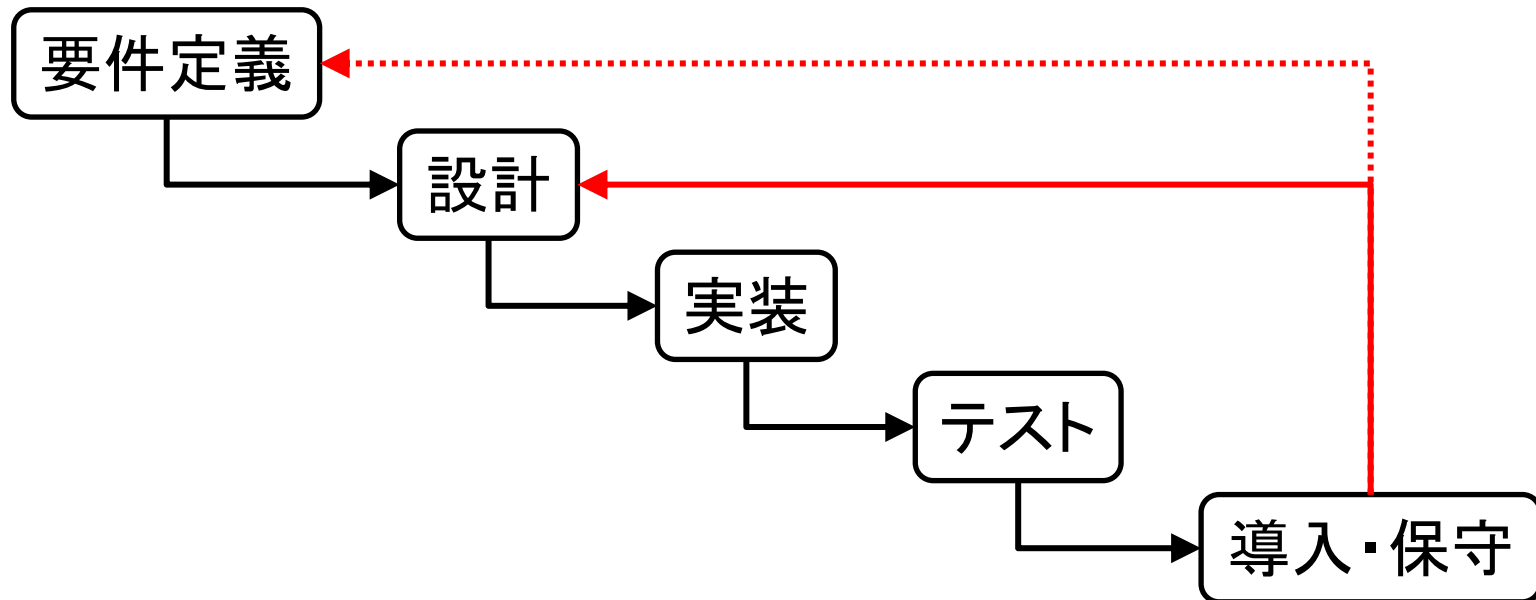 要件定義
設計
実装
テスト
導入・保守